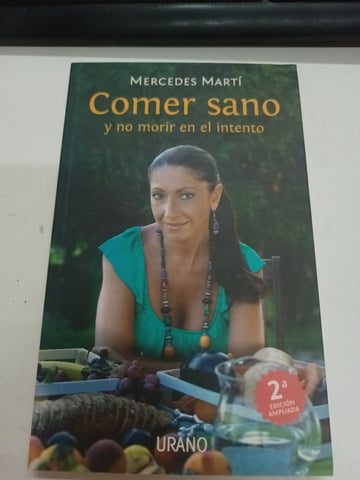 MERCEDES MARTÍ
Comer sano
y no morir en el intento
2ª
EDICIÓN
AMPLIADA
URANO